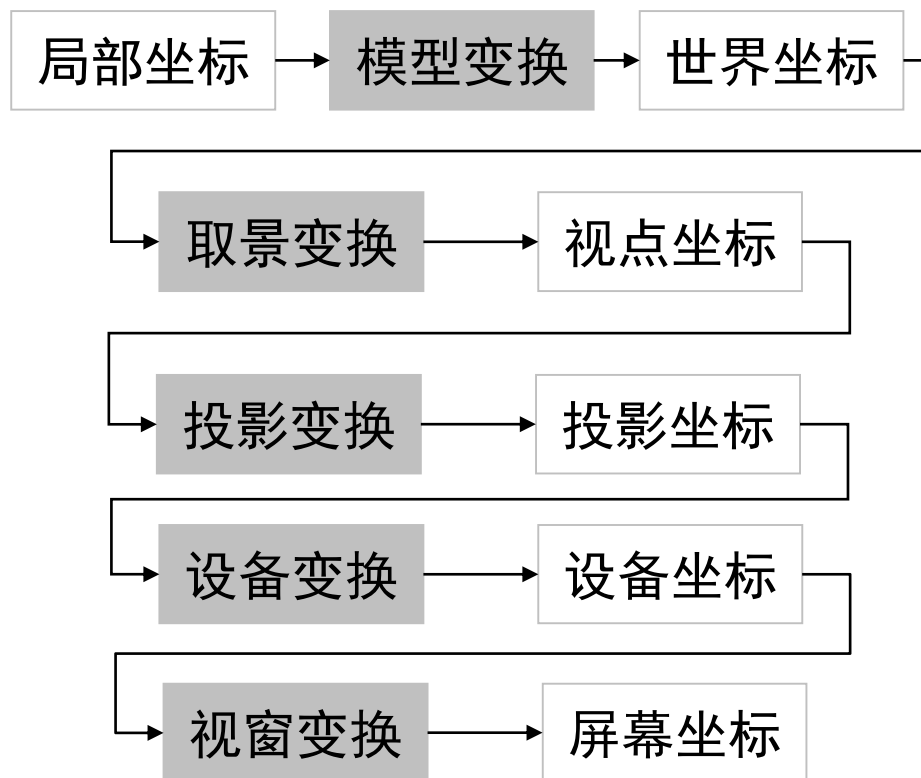 局部坐标 模型变换 世界坐标
取景变换 视点坐标
投影变换 投影坐标
设备变换 设备坐标
视窗变换 屏幕坐标